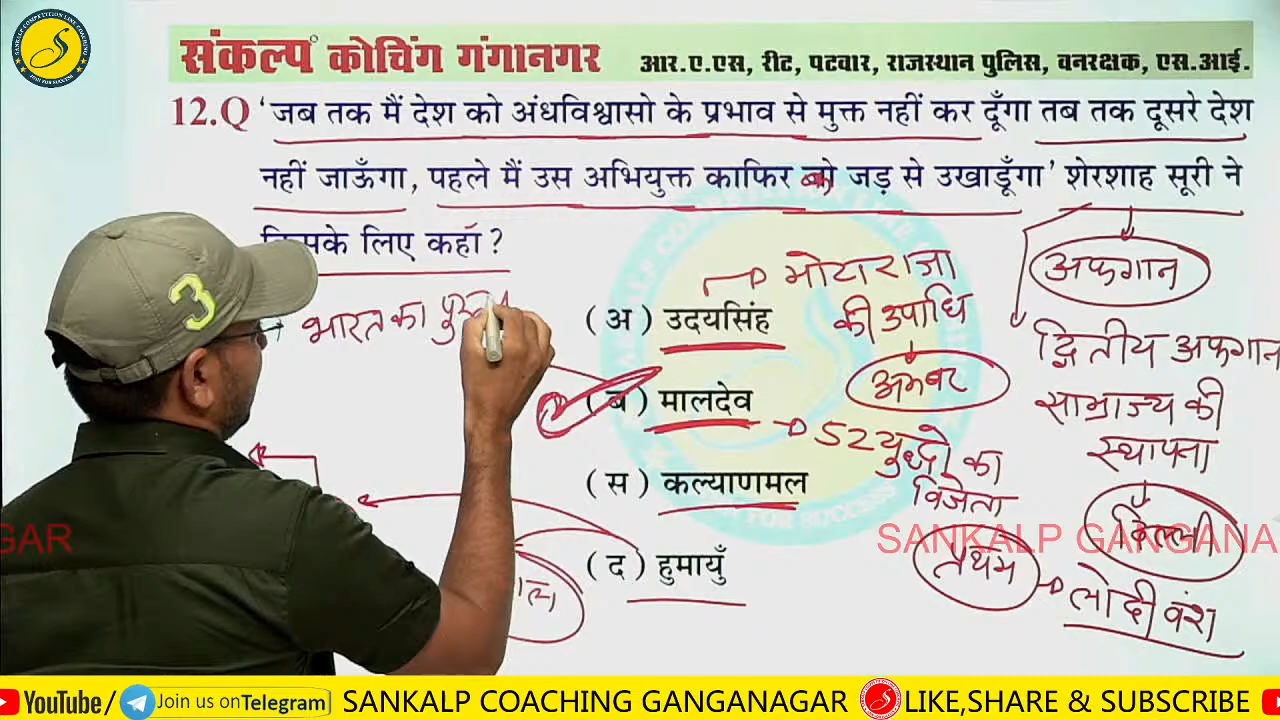 संकल्प कोचिंग गंगानगर
आर.ए.एस, रीट, पटवार, राजस्थान पुलिस, वनरक्षक, एस.आई.
12.Q ‘जब तक मैं देश को अंधविश्वासो के प्रभाव से मुक्त नहीं कर दूँगा तब तक दूसरे देश
नहीं जाऊँगा, पहले मैं उस अभियुक्त काफिर को जड़ से उखाडूँगा’ शेरशाह सूरी ने
के लिए कहाॅ ?
( अ ) उदयसिंह
( ब ) मालदेव
( स ) कल्याणमल
( द ) हुमायुँ
भारत का
मोटा राजा
की उपाधि
अकबर
52 युद्धो का
विजेता
प्रथम
लोदी वंश
अफगान
द्वितीय अफगान
साम्राज्य की
स्थापना
दिल्ली
GAR
SANKALP GANGANA
YouTube / Join us on Telegram SANKALP COACHING GANGANAGAR LIKE,SHARE & SUBSCRIBE